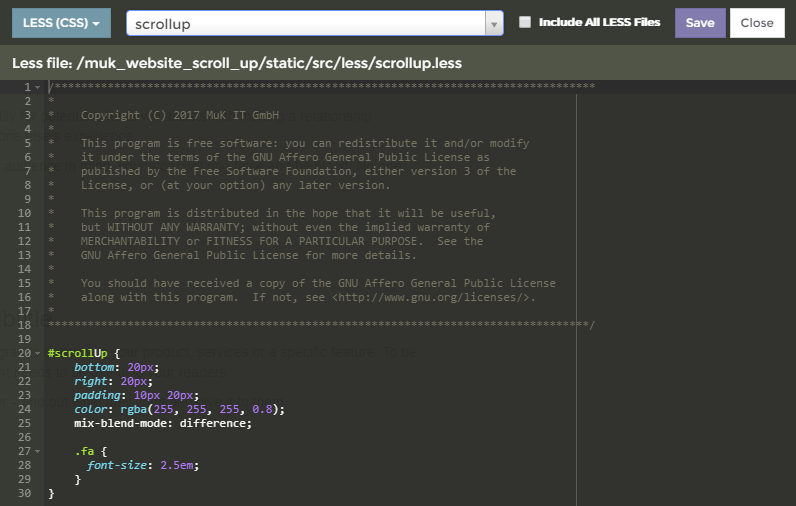 LESS (CSS)
scrollup
Include All LESS Files
Save
Close
Less file: /muk_website_scroll_up/static/src/less/scrollup.less
1 /********************************************************************************
2 *
3 *    Copyright (C) 2017 MuK IT GmbH
4 *
5 *    This program is free software: you can redistribute it and/or modify
6 *    it under the terms of the GNU Affero General Public License as
7 *    published by the Free Software Foundation, either version 3 of the
8 *    License, or (at your option) any later version.
9 *
10 *    This program is distributed in the hope that it will be useful,
11 *    but WITHOUT ANY WARRANTY; without even the implied warranty of
12 *    MERCHANTABILITY or FITNESS FOR A PARTICULAR PURPOSE.  See the
13 *    GNU Affero General Public License for more details.
14 *
15 *    You should have received a copy of the GNU Affero General Public License
16 *    along with this program.  If not, see <http://www.gnu.org/licenses/>.
17 *
18 ********************************************************************************/
19
20 #scrollUp {
21     bottom: 20px;
22     right: 20px;
23     padding: 10px 20px;
24     color: rgba(255, 255, 255, 0.8);
25     mix-blend-mode: difference;
26
27     .fa {
28       font-size: 2.5em;
29     }
30 }